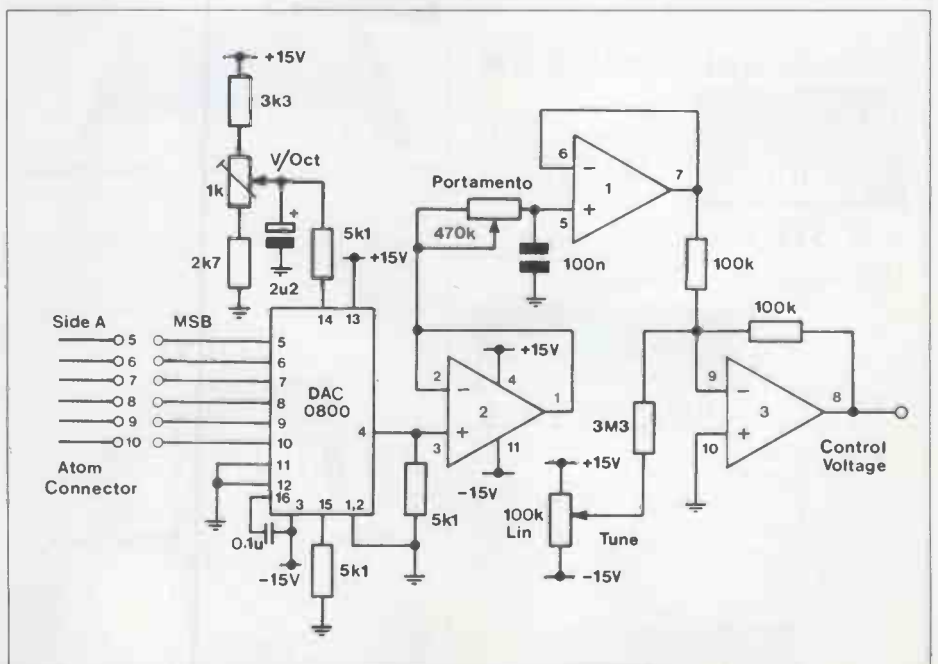 +15V
3k3
V/Oct
1k
+
5k1
2k7
2u2
+15V
14 13
Side A MSB
5 5
6 6
7 7
8 8
9 9
10 10
Atom
Connector
11
12
16
3 15 1,2
DAC
0800
4
0.1u
-15V
5k1
5k1
Portamento
470k
100n
6
−
1
7
+
5
100k
+15V
2
−
4
2
1
+
3
11
-15V
100k
3M3
9
−
3
8
+
10
Control
Voltage
+15V
100k
Lin
Tune
-15V